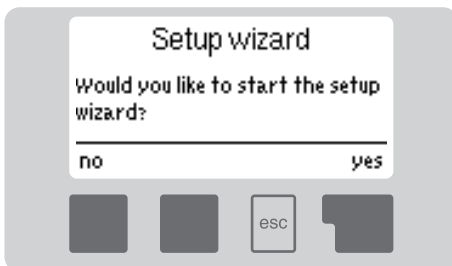 Setup wizard
Would you like to start the setup
wizard?
no yes
esc